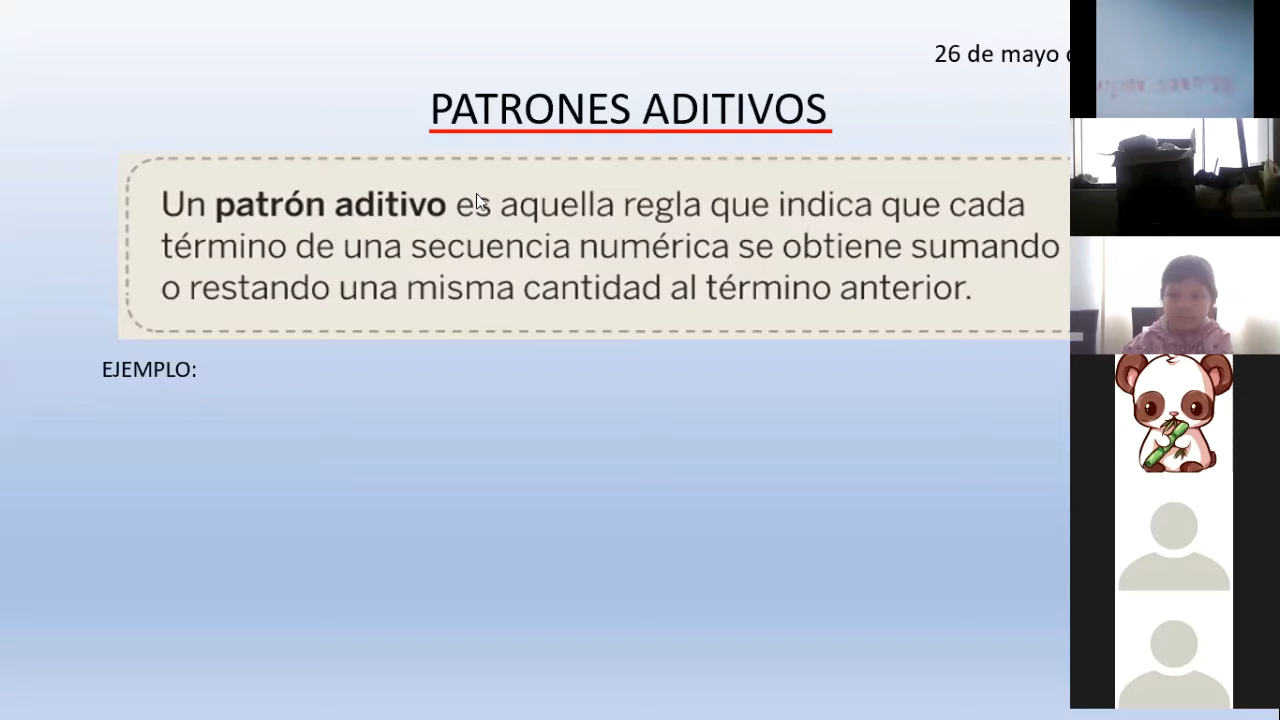 26 de mayo
PATRONES ADITIVOS
Un patrón aditivo es aquella regla que indica que cada
término de una secuencia numérica se obtiene sumando
o restando una misma cantidad al término anterior.
EJEMPLO: